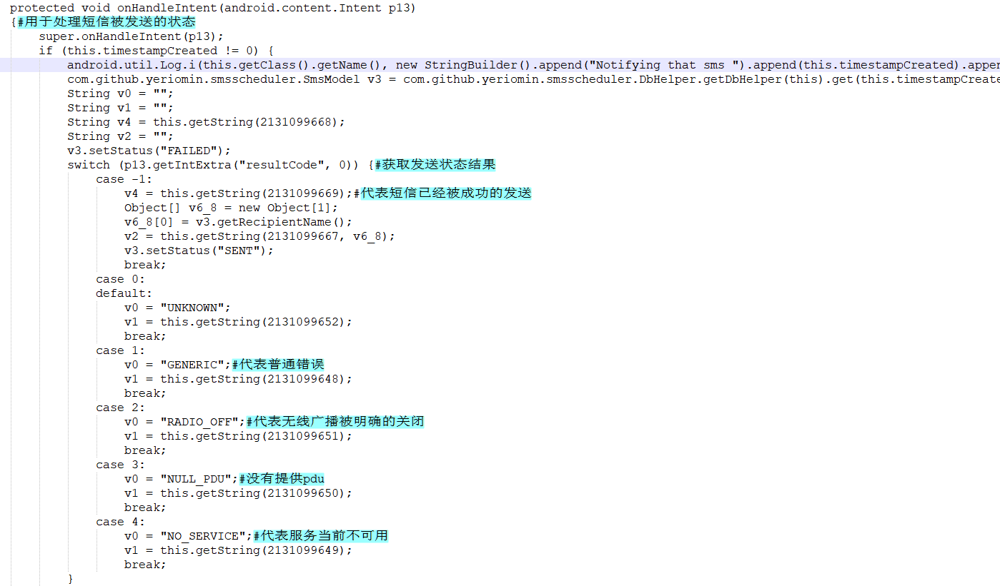 protected void onHandleIntent(android.content.Intent p13)
{#用于处理短信被发送的状态
    super.onHandleIntent(p13);
    if (this.timestampCreated != 0) {
        android.util.Log.i(this.getClass().getName(), new StringBuilder().append("Notifying that sms ").append(this.timestampCreated).appen
        com.github.yeriomin.smsscheduler.SmsModel v3 = com.github.yeriomin.smsscheduler.DbHelper.getDbHelper(this).get(this.timestampCreate
        String v0 = "";
        String v1 = "";
        String v4 = this.getString(2131099668);
        String v2 = "";
        v3.setStatus("FAILED");
        switch (p13.getIntExtra("resultCode", 0)) {#获取发送状态结果
            case -1:
                v4 = this.getString(2131099669);#代表短信已经被成功的发送
                Object[] v6_8 = new Object[1];
                v6_8[0] = v3.getRecipientName();
                v2 = this.getString(2131099667, v6_8);
                v3.setStatus("SENT");
                break;
            case 0:
            default:
                v0 = "UNKNOWN";
                v1 = this.getString(2131099652);
                break;
            case 1:
                v0 = "GENERIC";#代表普通错误
                v1 = this.getString(2131099648);
                break;
            case 2:
                v0 = "RADIO_OFF";#代表无线广播被明确的关闭
                v1 = this.getString(2131099651);
                break;
            case 3:
                v0 = "NULL_PDU";#没有提供pdu
                v1 = this.getString(2131099650);
                break;
            case 4:
                v0 = "NO_SERVICE";#代表服务当前不可用
                v1 = this.getString(2131099649);
                break;
        }